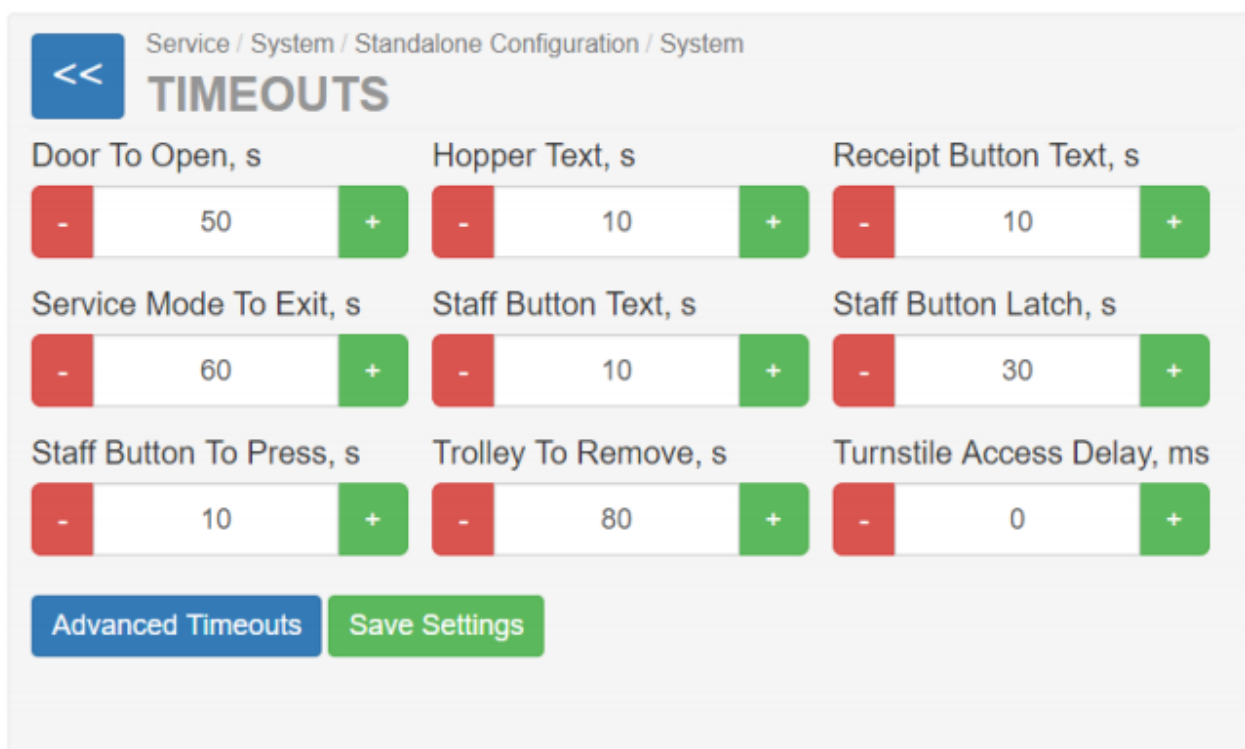 << Service / System / Standalone Configuration / System
TIMEOUTS
Door To Open, s Hopper Text, s Receipt Button Text, s
- 50 + - 10 + - 10 +
Service Mode To Exit, s Staff Button Text, s Staff Button Latch, s
- 60 + - 10 + - 30 +
Staff Button To Press, s Trolley To Remove, s Turnstile Access Delay, ms
- 10 + - 80 + - 0 +
Advanced Timeouts Save Settings